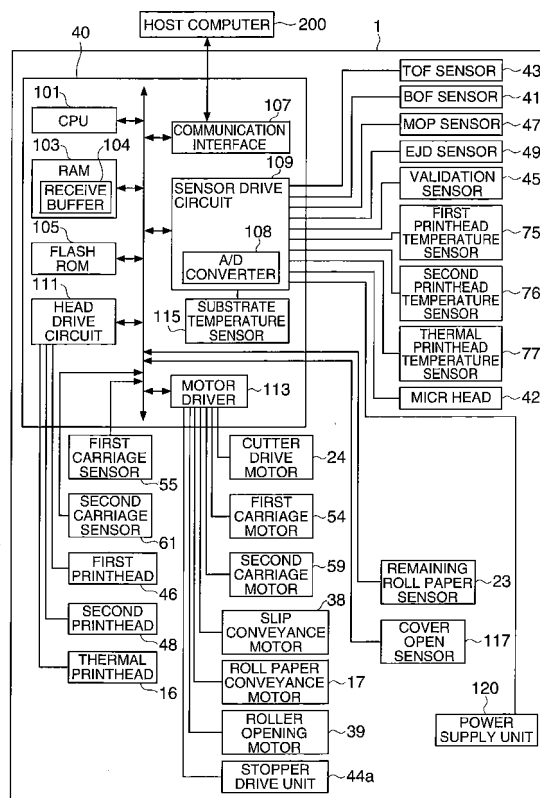 HOST COMPUTER 200
1
40
101
CPU
103 104
RAM
RECEIVE
BUFFER
105
FLASH
ROM
111
HEAD
DRIVE
CIRCUIT
107
COMMUNICATION
INTERFACE
109
SENSOR DRIVE
CIRCUIT
108
A/D
CONVERTER
115
SUBSTRATE
TEMPERATURE
SENSOR
MOTOR
DRIVER
113
TOF SENSOR 43
BOF SENSOR 41
MOP SENSOR 47
EJD SENSOR 49
VALIDATION
SENSOR
45
FIRST
PRINTHEAD
TEMPERATURE
SENSOR
75
SECOND
PRINTHEAD
TEMPERATURE
SENSOR
76
THERMAL
PRINTHEAD
TEMPERATURE
SENSOR
77
MICR HEAD
42
FIRST
CARRIAGE
SENSOR
55
SECOND
CARRIAGE
SENSOR
61
FIRST
PRINTHEAD
46
SECOND
PRINTHEAD
48
THERMAL
PRINTHEAD
16
CUTTER
DRIVE
MOTOR
24
FIRST
CARRIAGE
MOTOR
54
SECOND
CARRIAGE
MOTOR
59
38
SLIP
CONVEYANCE
MOTOR
ROLL PAPER
CONVEYANCE
MOTOR
17
ROLLER
OPENING
MOTOR
39
STOPPER
DRIVE UNIT
44a
REMAINING
ROLL PAPER
SENSOR
23
COVER
OPEN
SENSOR
117
120
POWER
SUPPLY UNIT